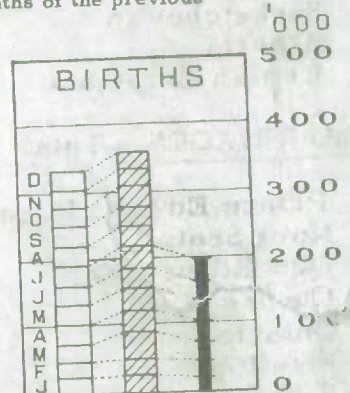 ths of the previous
'000
500
BIRTHS
400
D
300
N
O
S
A
200
J
J
M
100
A
M
F
J
0